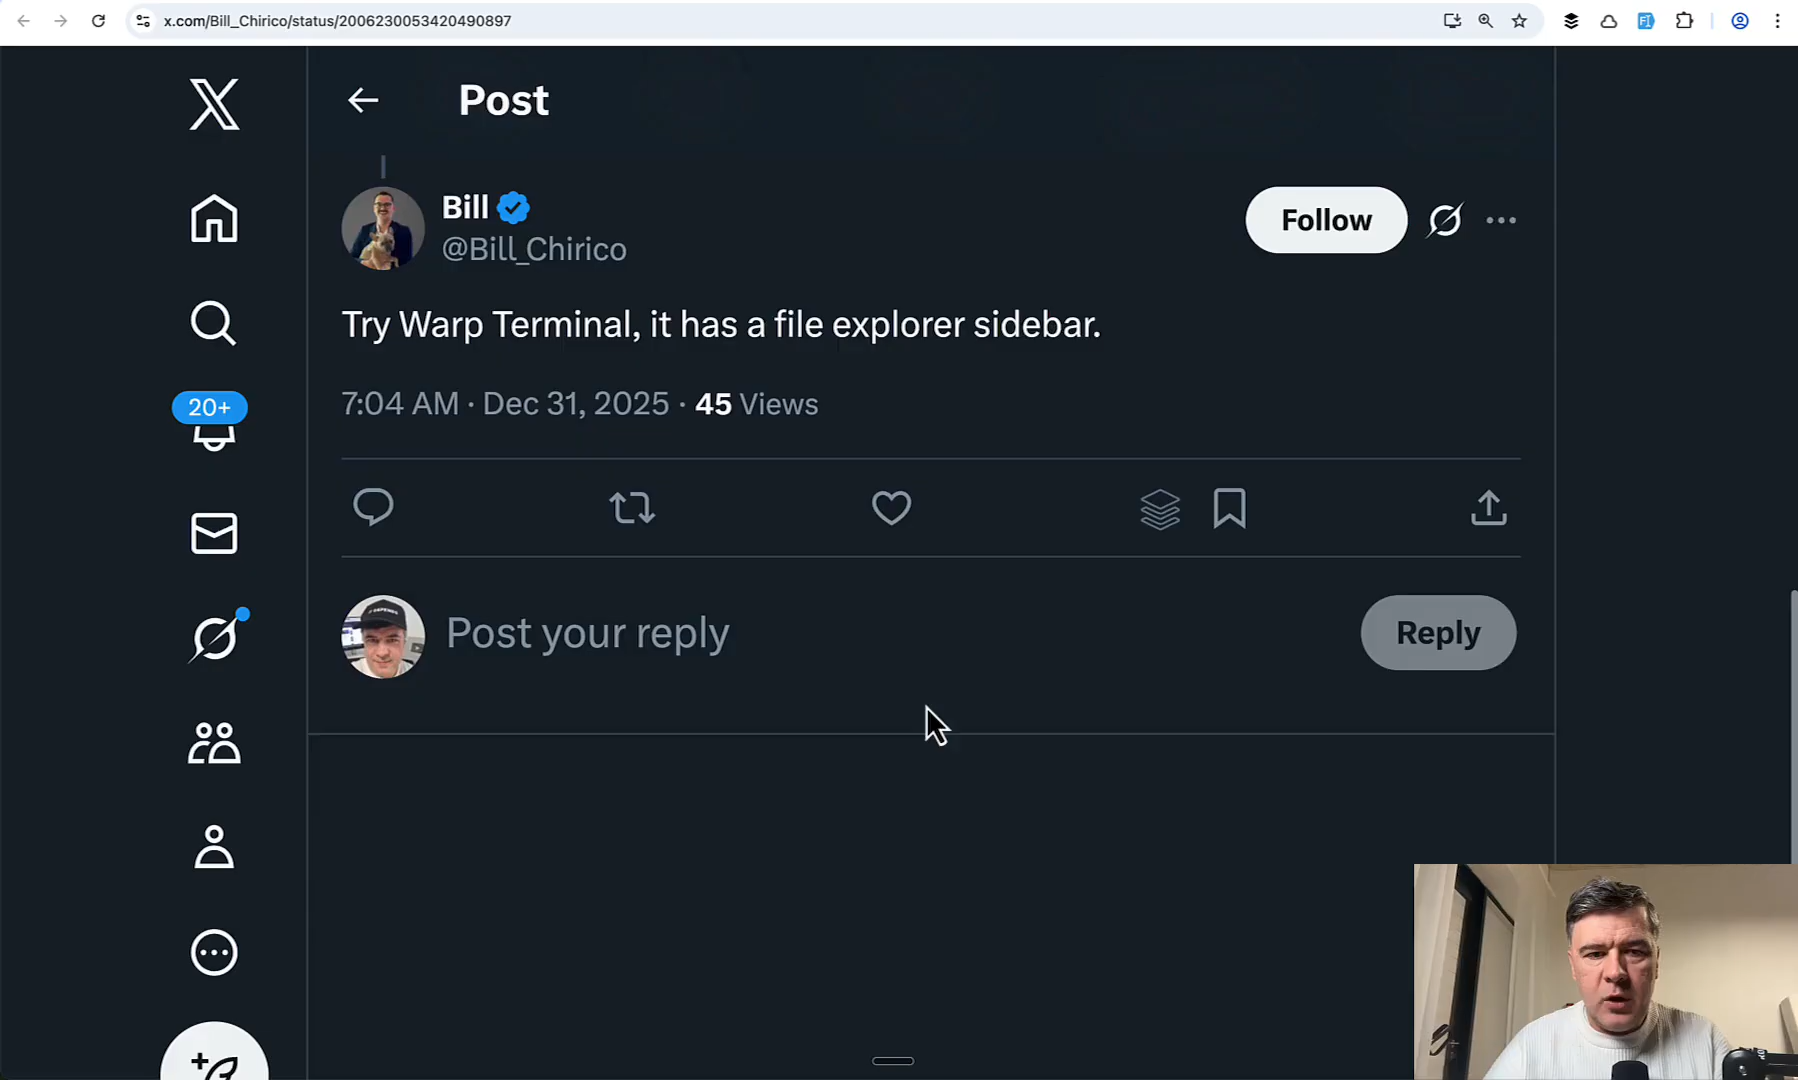 x.com/Bill_Chirico/status/2006230053420490897
Post
Bill
@Bill_Chirico
Follow
Try Warp Terminal, it has a file explorer sidebar.
7:04 AM · Dec 31, 2025 · 45 Views
20+
Post your reply
Reply